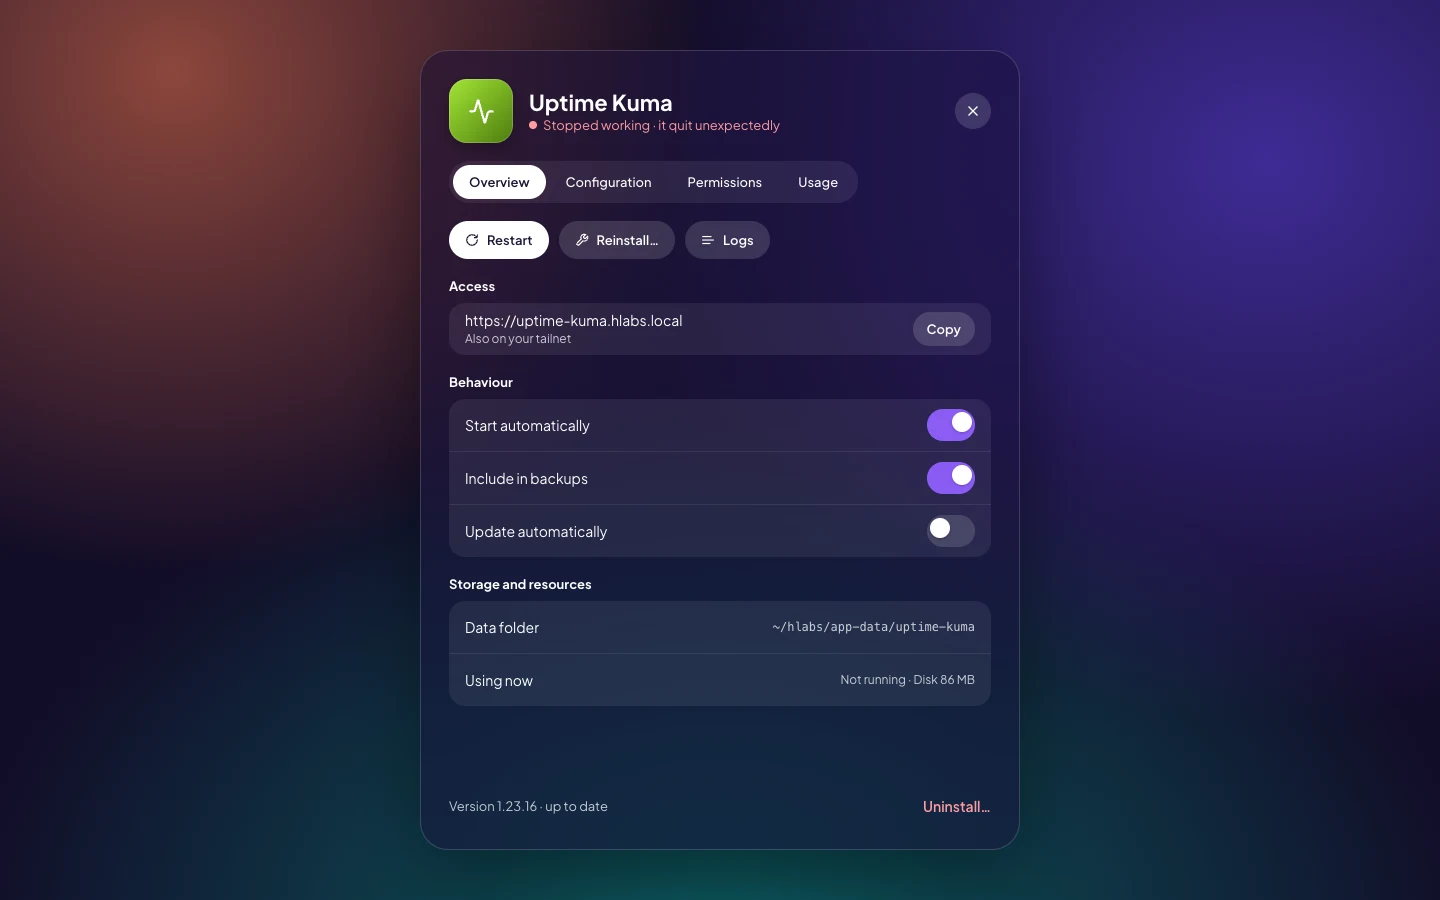 Uptime Kuma
Stopped working · it quit unexpectedly
Overview
Configuration
Permissions
Usage
Restart
Reinstall…
Logs
Access
https://uptime-kuma.hlabs.local
Also on your tailnet
Copy
Behaviour
Start automatically
Include in backups
Update automatically
Storage and resources
Data folder
~/hlabs/app-data/uptime-kuma
Using now
Not running · Disk 86 MB
Version 1.23.16 · up to date
Uninstall…